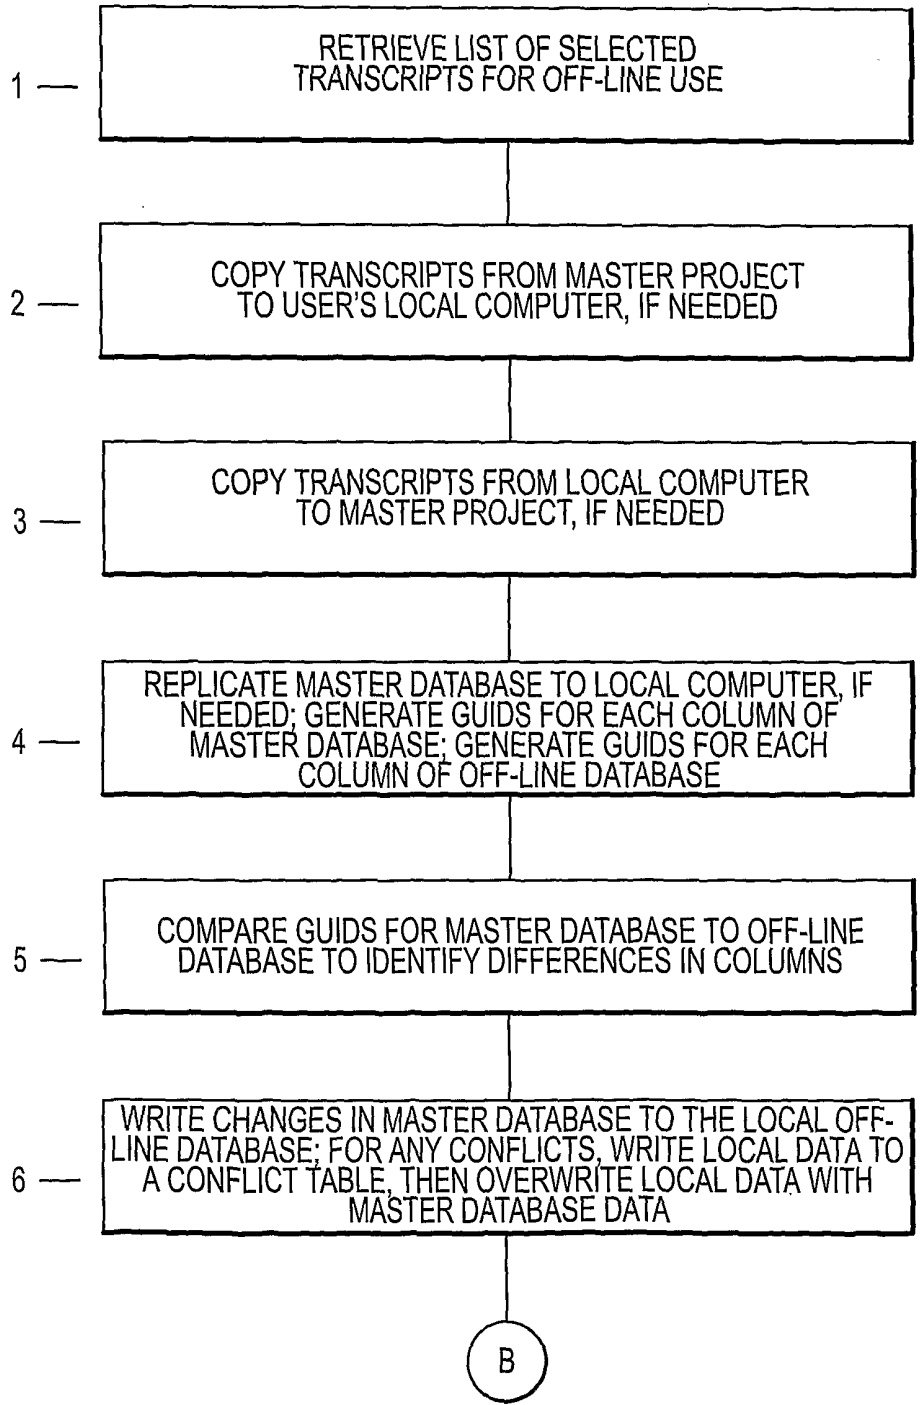 RETRIEVE LIST OF SELECTED
TRANSCRIPTS FOR OFF-LINE USE
1
COPY TRANSCRIPTS FROM MASTER PROJECT
TO USER'S LOCAL COMPUTER, IF NEEDED
2
COPY TRANSCRIPTS FROM LOCAL COMPUTER
TO MASTER PROJECT, IF NEEDED
3
REPLICATE MASTER DATABASE TO LOCAL COMPUTER, IF
NEEDED; GENERATE GUIDS FOR EACH COLUMN OF
MASTER DATABASE; GENERATE GUIDS FOR EACH
COLUMN OF OFF-LINE DATABASE
4
COMPARE GUIDS FOR MASTER DATABASE TO OFF-LINE
DATABASE TO IDENTIFY DIFFERENCES IN COLUMNS
5
WRITE CHANGES IN MASTER DATABASE TO THE LOCAL OFF-
LINE DATABASE; FOR ANY CONFLICTS, WRITE LOCAL DATA TO
A CONFLICT TABLE, THEN OVERWRITE LOCAL DATA WITH
MASTER DATABASE DATA
6
B